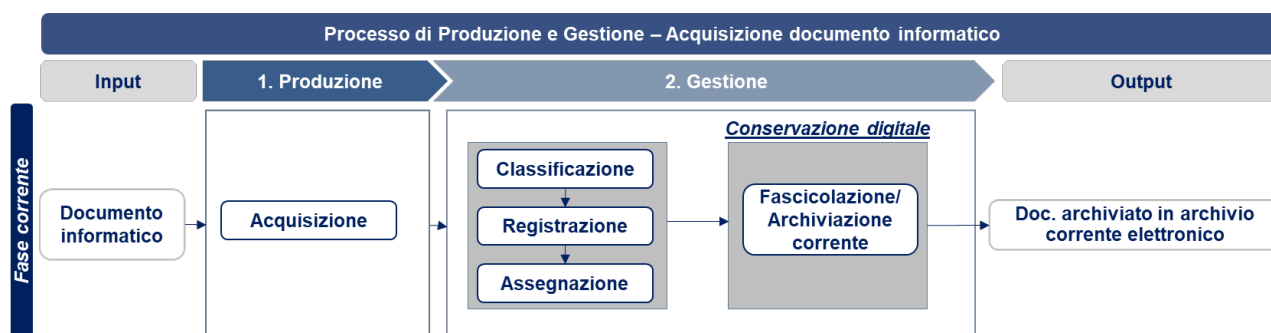 Processo di Produzione e Gestione – Acquisizione documento informatico
Input
1. Produzione
2. Gestione
Output
Fase corrente
Documento
informatico
Acquisizione
Classificazione
Registrazione
Assegnazione
Conservazione digitale
Fascicolazione/
Archiviazione
corrente
Doc. archiviato in archivio
corrente elettronico